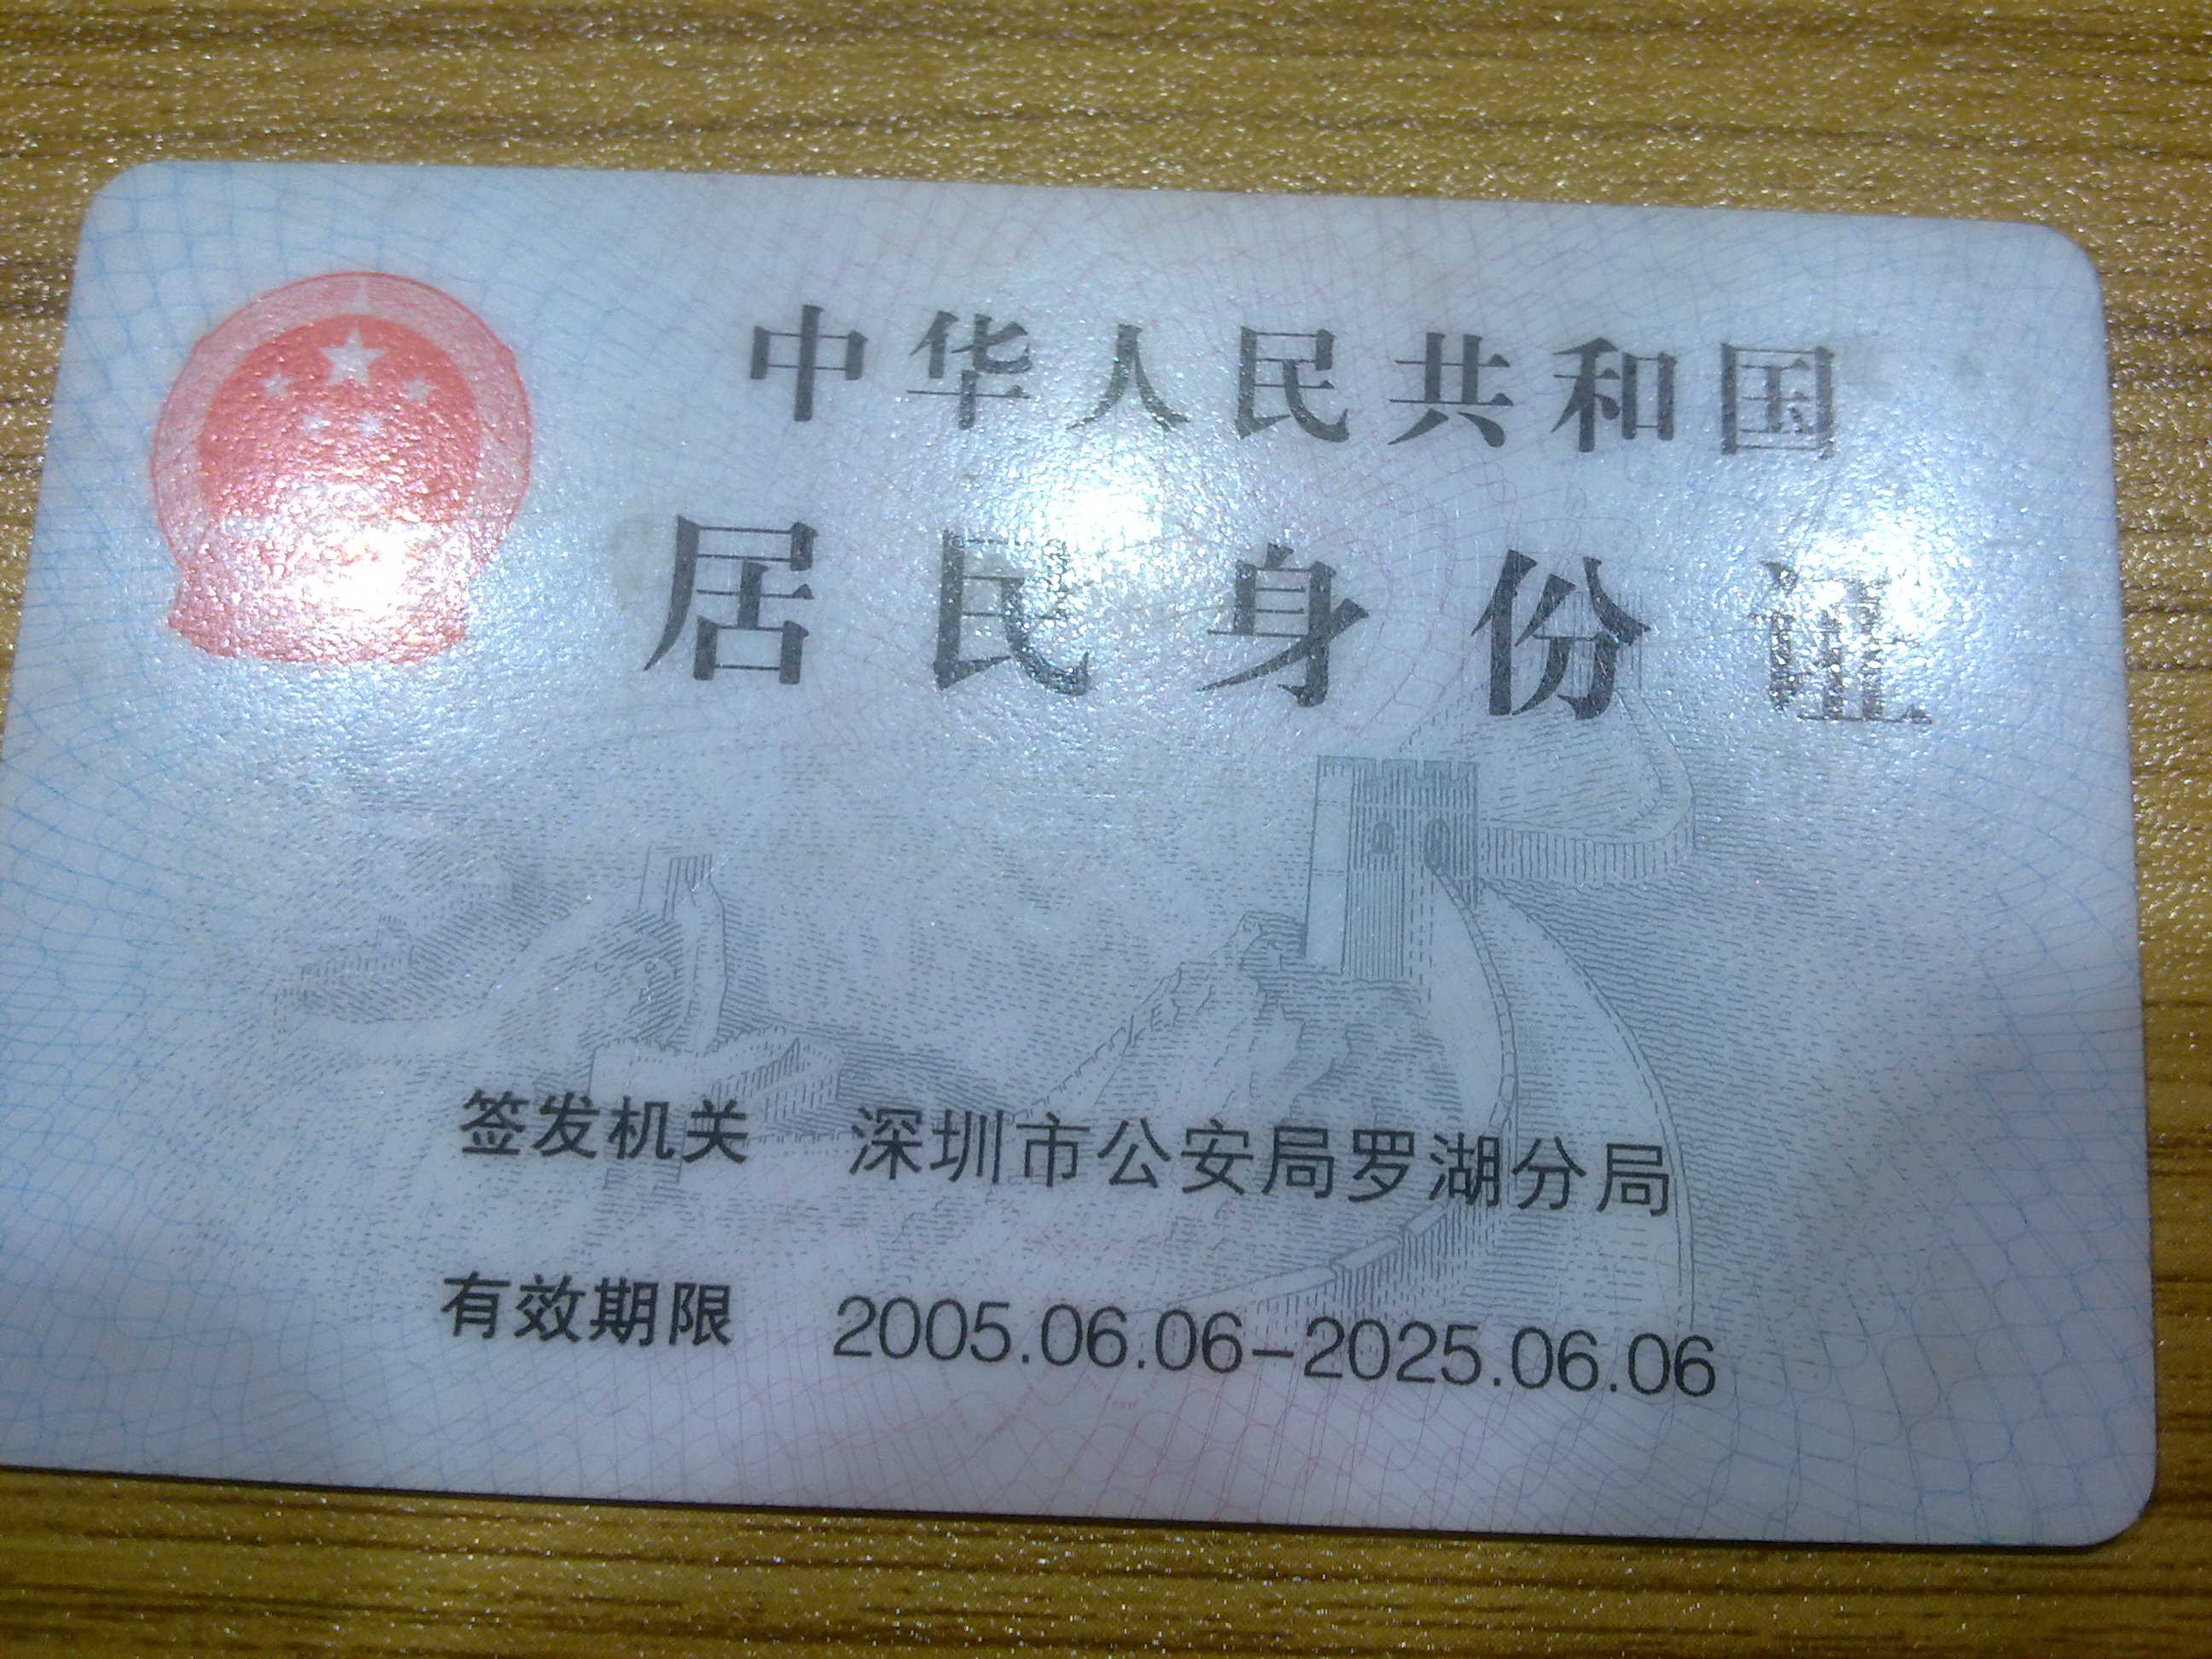 中华人民共和国
居民身份证
签发机关 深圳市公安局罗湖分局
有效期限 2005.06.06-2025.06.06